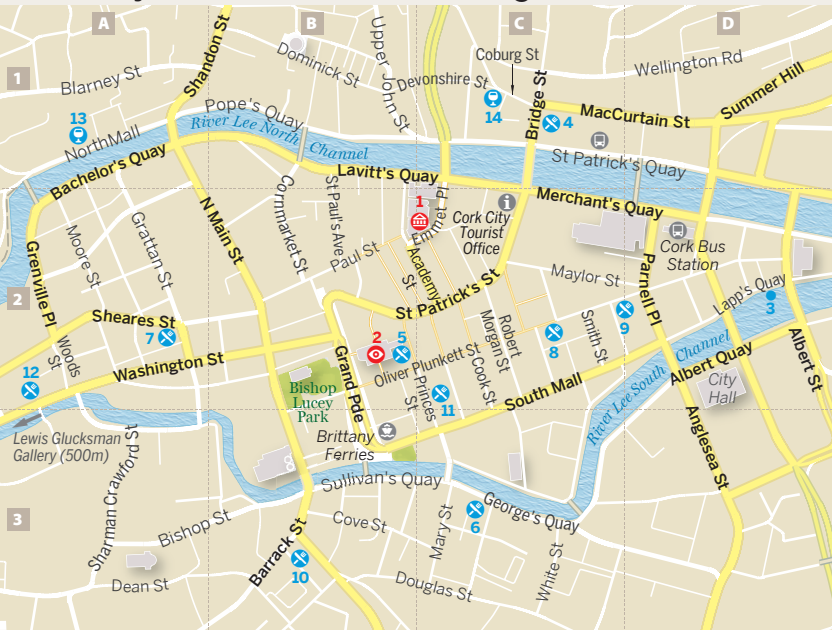 A
B
C
D
1
2
3
Shandon St
Blarney St
Dominick St
Upper John St
Devonshire St
Coburg St
Wellington Rd
Bridge St
MacCurtain St
Summer Hill
13
14
4
NorthMall
Pope's Quay
River Lee North Channel
Bachelor's Quay
Lavitt's Quay
St Patrick's Quay
Merchant's Quay
N Main St
Cornmarket St
St Paul's Ave
1
Emmet Pl
Cork City
Tourist
Office
Cork Bus
Station
Grenville Pl
Moore St
Grattan St
Paul St
Academy
St
Maylor St
Parnell Pl
Lapp's Quay
3
St Patrick's St
Sheares St
7
Washington St
Woods
St
12
2
5
Oliver Plunkett St
Robert
Morgan St
8
Smith St
9
Cook St
Princes
St
11
Grand Pde
Bishop
Lucey
Park
South Mall
River Lee South Channel
Albert Quay
Albert St
City
Hall
Lewis Glucksman
Gallery (500m)
Brittany
Ferries
Anglesea St
Sharman Crawford St
Sullivan's Quay
George's Quay
6
Bishop St
Cove St
Mary St
Barrack St
10
Dean St
Douglas St
White St